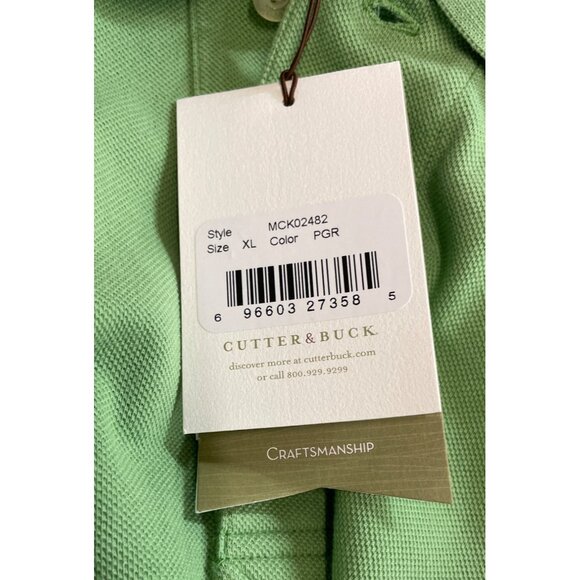 Style MCK02482
Size XL Color PGR
6 96603 27358 5
CUTTER & BUCK
discover more at cutterbuck.com
or call 800.929.9299
CRAFTSMANSHIP